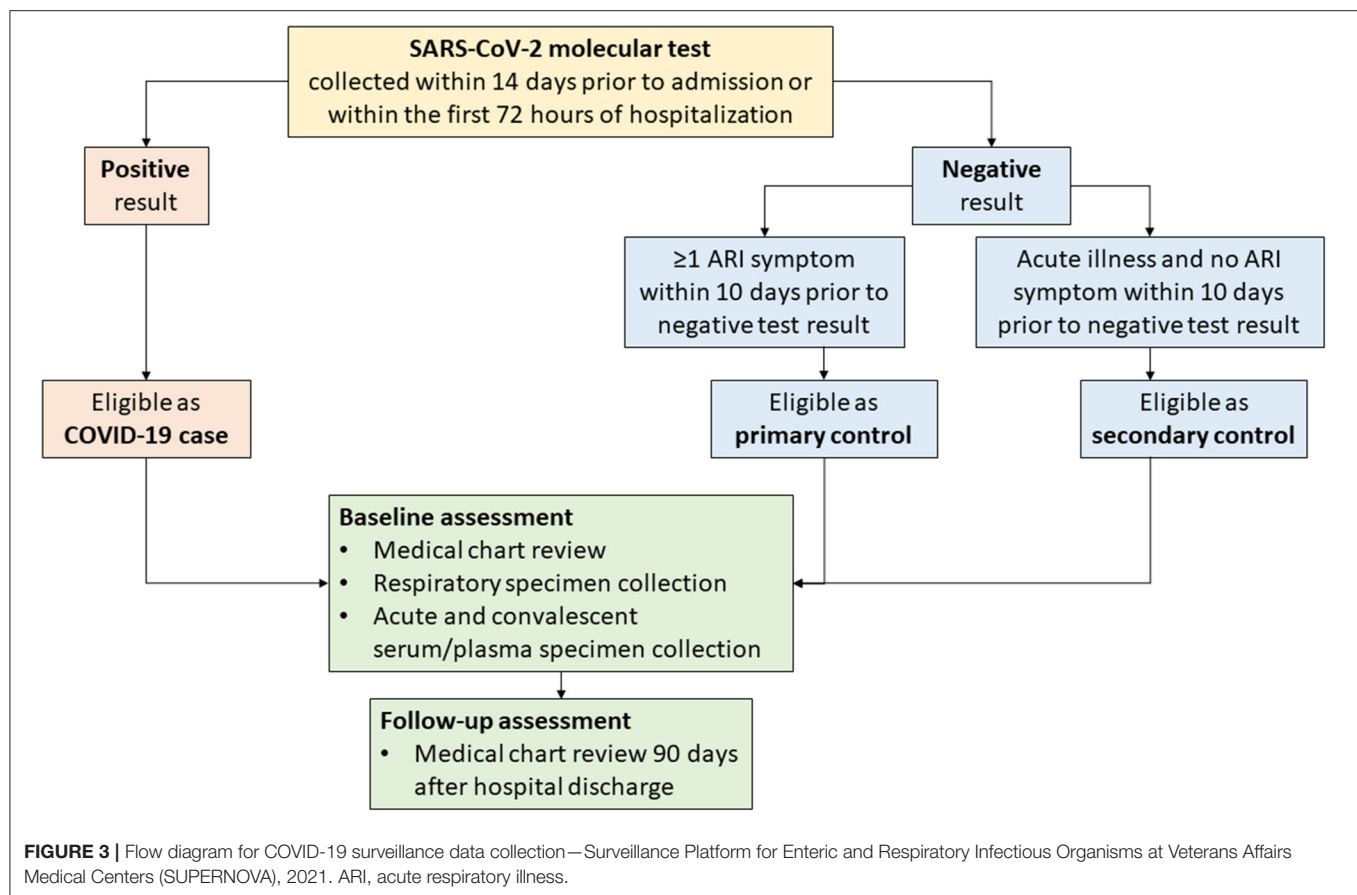 SARS-CoV-2 molecular test
collected within 14 days prior to admission or
within the first 72 hours of hospitalization
Positive
result
Negative
result
≥1 ARI symptom
within 10 days prior to
negative test result
Acute illness and no ARI
symptom within 10 days
prior to negative test result
Eligible as
COVID-19 case
Eligible as
primary control
Eligible as
secondary control
Baseline assessment
• Medical chart review
• Respiratory specimen collection
• Acute and convalescent
serum/plasma specimen collection
Follow-up assessment
• Medical chart review 90 days
after hospital discharge
FIGURE 3 | Flow diagram for COVID-19 surveillance data collection—Surveillance Platform for Enteric and Respiratory Infectious Organisms at Veterans Affairs
Medical Centers (SUPERNOVA), 2021. ARI, acute respiratory illness.